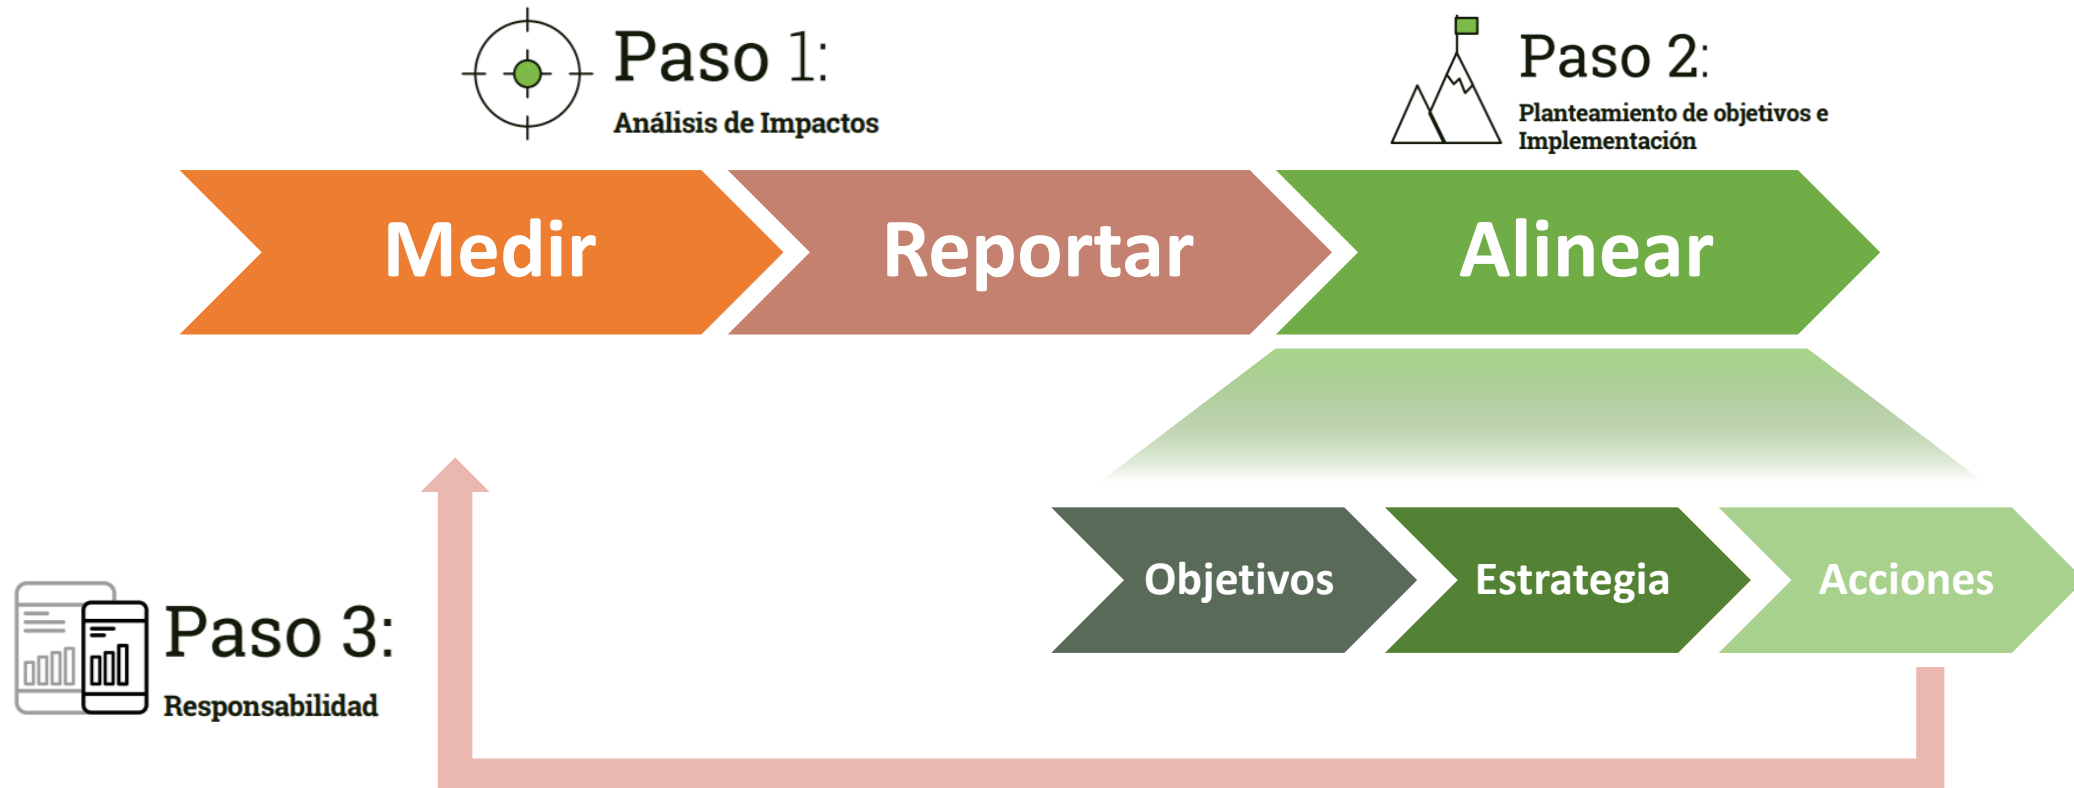 Paso 1:
Análisis de Impactos
Paso 2:
Planteamiento de objetivos e
Implementación
Medir
Reportar
Alinear
Objetivos
Estrategia
Acciones
Paso 3:
Responsabilidad